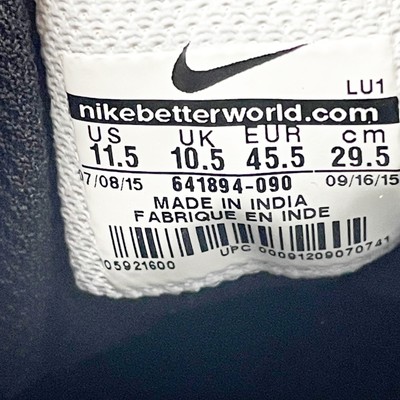 LU1
nikebetterworld.com
US UK EUR cm
11.5 10.5 45.5 29.5
07/08/15 641894-090 09/16/15
MADE IN INDIA
FABRIQUE EN INDE
05921600 UPC 00091209070741